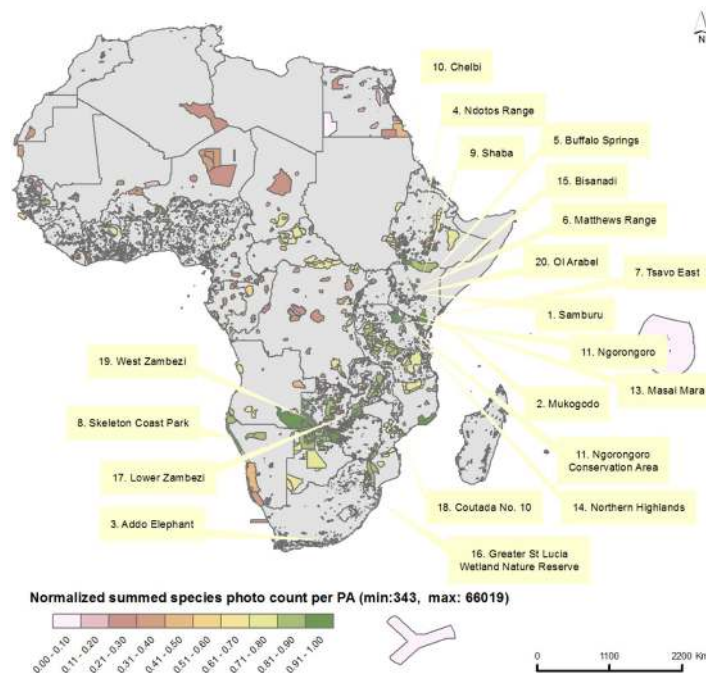 N
10. Chelbi
4. Ndotos Range
5. Buffalo Springs
9. Shaba
15. Bisanadi
6. Matthews Range
20. Ol Arabel
7. Tsavo East
1. Samburu
11. Ngorongoro
19. West Zambezi
13. Masai Mara
2. Mukogodo
8. Skeleton Coast Park
11. Ngorongoro
Conservation Area
17. Lower Zambezi
18. Coutada No. 10
14. Northern Highlands
3. Addo Elephant
16. Greater St Lucia
Wetland Nature Reserve
Normalized summed species photo count per PA (min:343, max: 66019)
0.00 - 0.10
0.11 - 0.20
0.21 - 0.30
0.31 - 0.40
0.41 - 0.50
0.51 - 0.60
0.61 - 0.70
0.71 - 0.80
0.81 - 0.90
0.91 - 1.00
0 1100 2200 Km